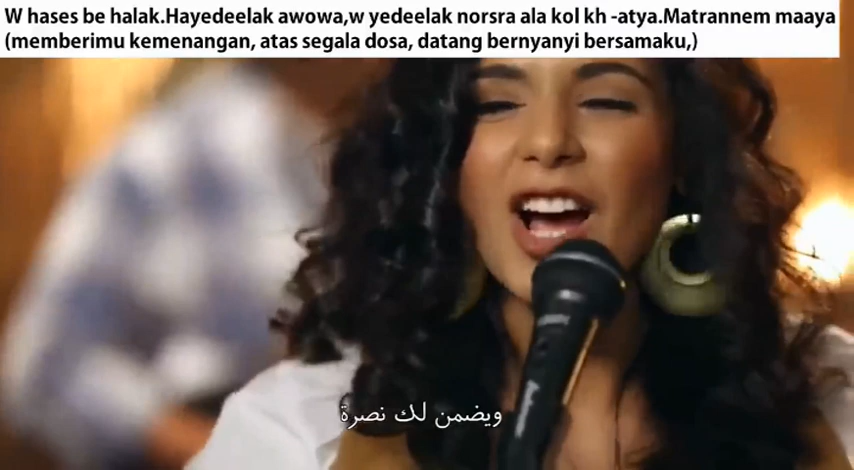 W hases be halak.Hayedeelak awowa,w yedeelak norsra ala kol kh -atya.Matrannem maaya
(memberimu kemenangan, atas segala dosa, datang bernyanyi bersamaku,)
ويضمن لك نصرة